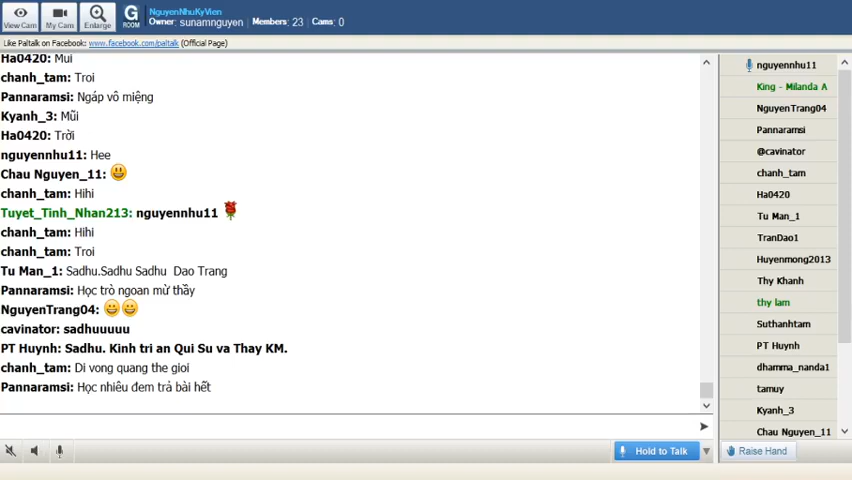 NguyenNhuKyVien
Owner: sunamnguyen Members: 23 Cams: 0
View Cam
My Cam
Enlarge
G ROOM
Like Paltalk on Facebook: www.facebook.com/paltalk (Official Page)
Ha0420: Mui
chanh_tam: Troi
Pannaramsi: Ngáp vô miệng
Kyanh_3: Mũi
Ha0420: Trời
nguyennhu11: Hee
Chau Nguyen_11:
chanh_tam: Hihi
Tuyet_Tinh_Nhan213: nguyennhu11
chanh_tam: Hihi
chanh_tam: Troi
Tu Man_1: Sadhu.Sadhu Sadhu Dao Trang
Pannaramsi: Học trò ngoan mừ thầy
NguyenTrang04:
cavinator: sadhuuuuu
PT Huynh: Sadhu. Kinh tri an Qui Su va Thay KM.
chanh_tam: Di vong quang the gioi
Pannaramsi: Học nhiêu đem trả bài hết
nguyennhu11
King - Milanda A
NguyenTrang04
Pannaramsi
@cavinator
chanh_tam
Ha0420
Tu Man_1
TranDao1
Huyenmong2013
Thy Khanh
thy lam
Suthanhtam
PT Huynh
dhamma_nanda1
tamuy
Kyanh_3
Chau Nguyen_11
Hold to Talk
Raise Hand